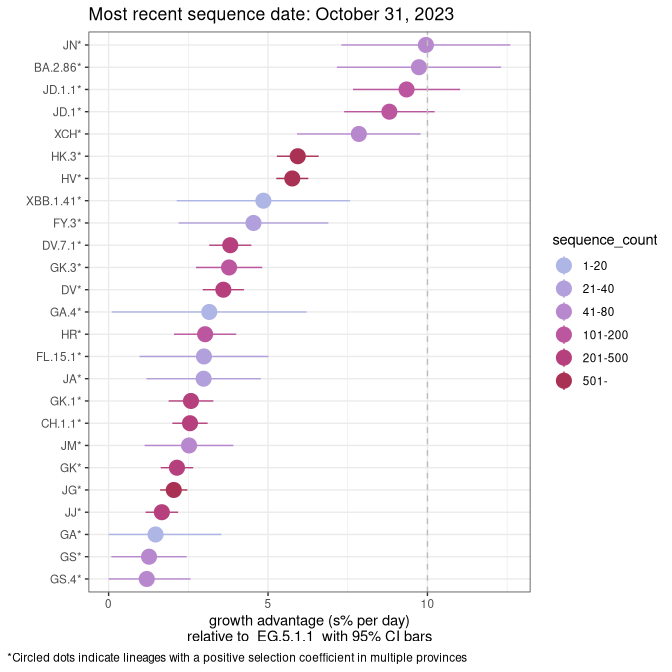 Most recent sequence date: October 31, 2023
JN*
BA.2.86*
JD.1.1*
JD.1*
XCH*
HK.3*
HV*
XBB.1.41*
FY.3*
DV.7.1*
GK.3*
DV*
GA.4*
HR*
FL.15.1*
JA*
GK.1*
CH.1.1*
JM*
GK*
JG*
JJ*
GA*
GS*
GS.4*
0 5 10
growth advantage (s% per day)
relative to EG.5.1.1 with 95% CI bars
sequence_count
1-20
21-40
41-80
101-200
201-500
501-
*Circled dots indicate lineages with a positive selection coefficient in multiple provinces